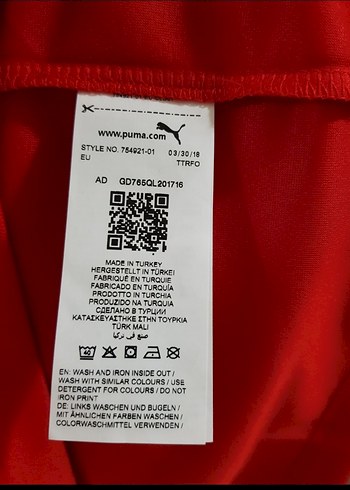 www.puma.com
STYLE NO. 754921-01 03/30/18
EU TTRFO
AD GD765QL201716
MADE IN TURKEY
HERGESTELLT IN TÜRKEI
FABRIQUÉ EN TURQUIE
FABRICADO EN TURQUÍA
PRODOTTO IN TURCHIA
PRODUZIDO NA TURQUIA
СДЕЛАНО В ТУРЦИИ
ΚΑΤΑΣΚΕΥΑΣΤΗΚΕ ΣΤΗΝ ΤΟΥΡΚΙΑ
TÜRK MALI
صنع في تركيا
40
EN: WASH AND IRON INSIDE OUT /
WASH WITH SIMILAR COLOURS / USE
DETERGENT FOR COLOURS / DO NOT
IRON PRINT
DE: LINKS WASCHEN UND BÜGELN /
MIT ÄHNLICHEN FARBEN WASCHEN /
COLORWASCHMITTEL VERWENDEN /